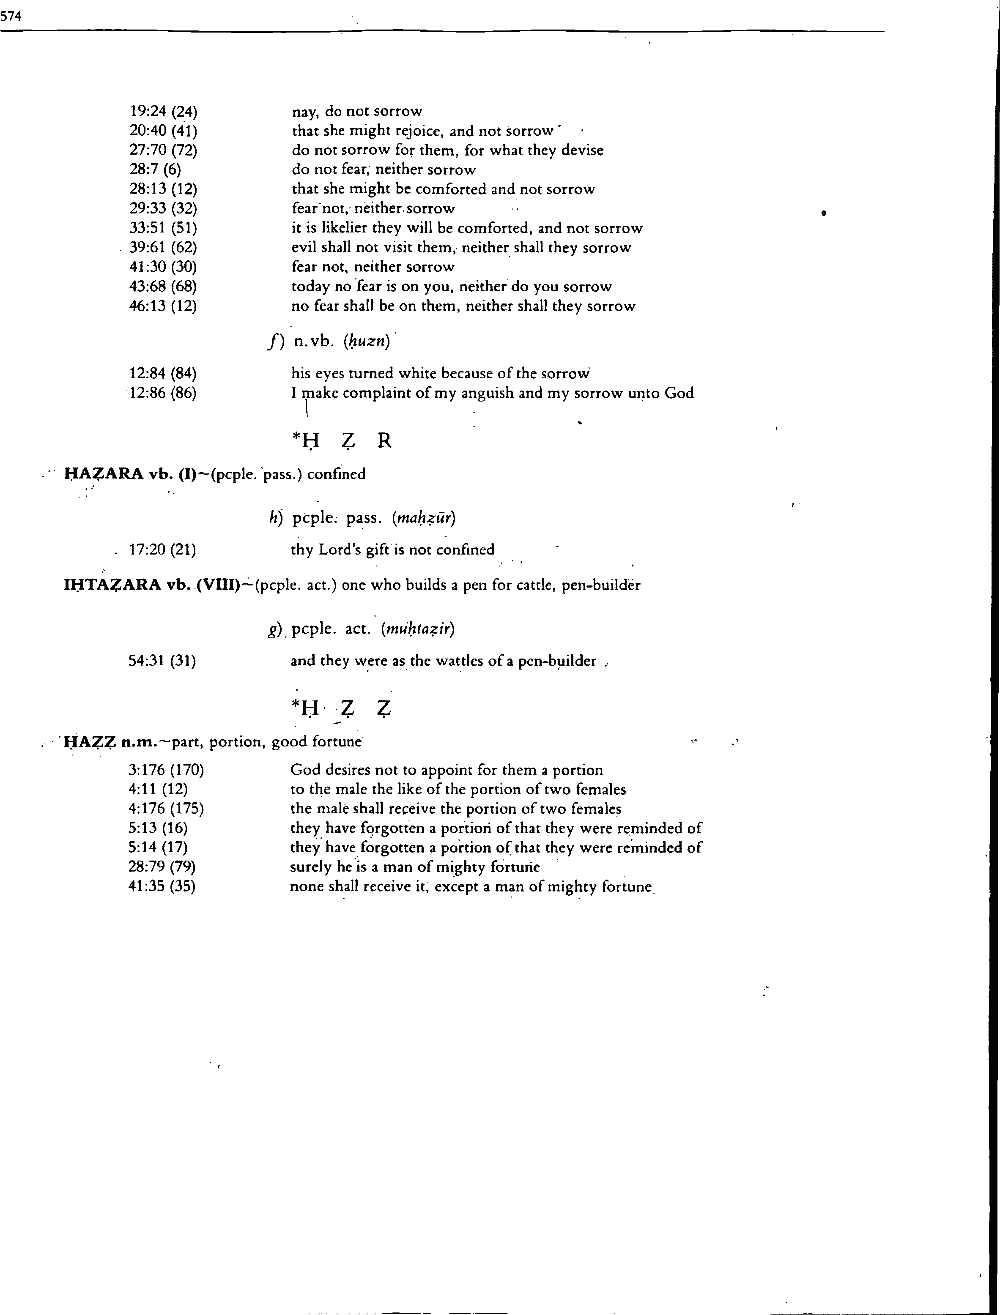 574
19:24 (24) nay, do not sorrow
20:40 (41) that she might rejoice, and not sorrow
27:70 (72) do not sorrow for them, for what they devise
28:7 (6) do not fear, neither sorrow
28:13 (12) that she might be comforted and not sorrow
29:33 (32) fear not, neither sorrow
33:51 (51) it is likelier they will be comforted, and not sorrow
39:61 (62) evil shall not visit them, neither shall they sorrow
41:30 (30) fear not, neither sorrow
43:68 (68) today no fear is on you, neither do you sorrow
46:13 (12) no fear shall be on them, neither shall they sorrow
f) n.vb. (ḥuzn)
12:84 (84) his eyes turned white because of the sorrow
12:86 (86) I make complaint of my anguish and my sorrow unto God
*Ḥ Ẓ R
ḤAẒARA vb. (I)~(pcple. pass.) confined
h) pcple. pass. (maḥẓūr)
17:20 (21) thy Lord's gift is not confined
IḤTAẒARA vb. (VIII)~(pcple. act.) one who builds a pen for cattle, pen-builder
g) pcple. act. (muḥtaẓir)
54:31 (31) and they were as the wattles of a pen-builder
*Ḥ Ẓ Ẓ
ḤAẒẒ n.m.~part, portion, good fortune
3:176 (170) God desires not to appoint for them a portion
4:11 (12) to the male the like of the portion of two females
4:176 (175) the male shall receive the portion of two females
5:13 (16) they have forgotten a portion of that they were reminded of
5:14 (17) they have forgotten a portion of that they were reminded of
28:79 (79) surely he is a man of mighty fortune
41:35 (35) none shall receive it, except a man of mighty fortune